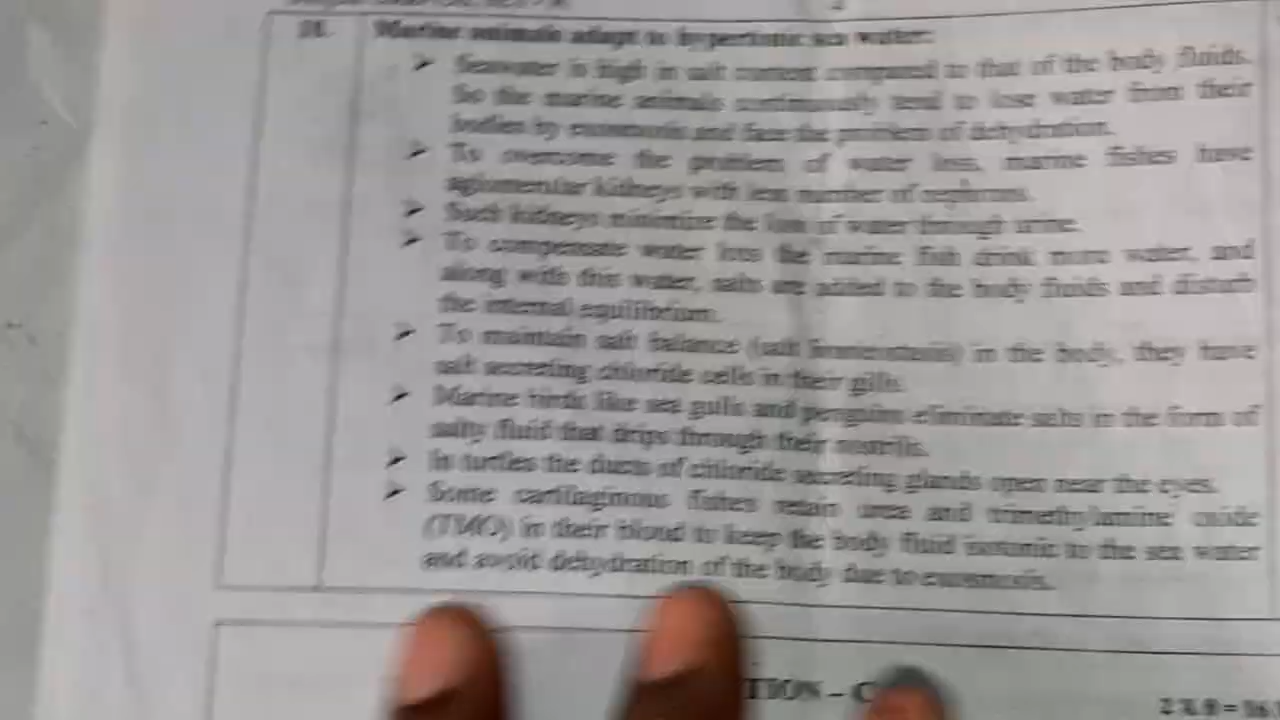 18. Marine animals adapt to hypertonic sea water:
➢ Seawater is high in salt content compared to that of the body fluids.
So the marine animals continuously tend to lose water from their
bodies by exosmosis and face the problem of dehydration.
➢ To overcome the problem of water loss, marine fishes have
aglomerular kidneys with less number of nephrons.
➢ Such kidneys minimize the loss of water through urine.
➢ To compensate water loss the marine fish drink more water, and
along with this water, salts are added to the body fluids and disturb
the internal equilibrium.
➢ To maintain salt balance (salt homeostasis) in the body, they have
salt secreting chloride cells in their gills.
➢ Marine birds like sea gulls and penguins eliminate salts in the form of
salty fluid that drips through their nostrils.
➢ In turtles the ducts of chloride secreting glands open near the eyes.
➢ Some cartilaginous fishes retain urea and trimethylamine oxide
(TMO) in their blood to keep the body fluid isotonic to the sea water
and avoid dehydration of the body due to exosmosis.
TION – C
2 X 8 = 16